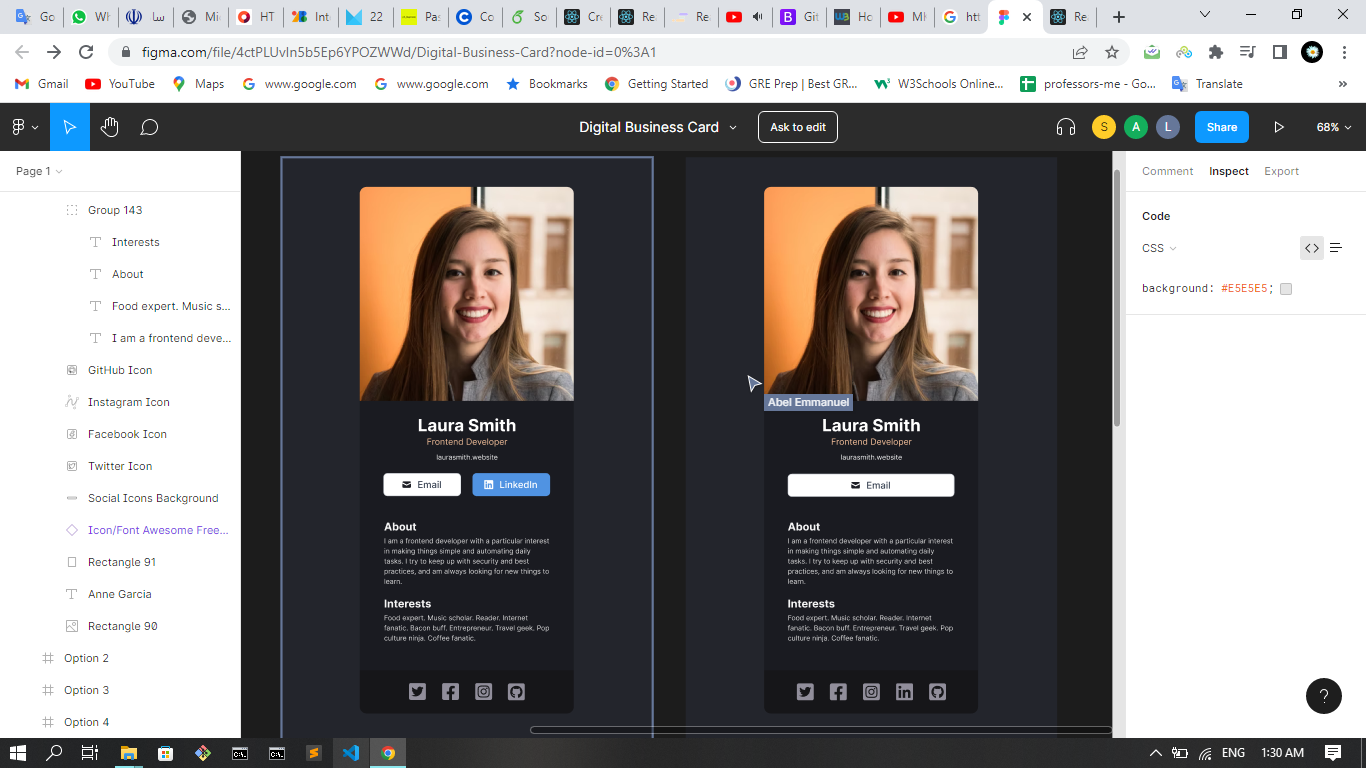 Go
Wh
سا
Mi
HT
Inte
22
Pas
Co
So
Cre
Re
Re
Git
Ho
MI
htt
Re
figma.com/file/4ctPLUvIn5b5Ep6YPOZWWd/Digital-Business-Card?node-id=0%3A1
Gmail
YouTube
Maps
www.google.com
www.google.com
Bookmarks
Getting Started
GRE Prep | Best GR...
W3Schools Online...
professors-me - Go...
Translate
Digital Business Card
Ask to edit
S
A
L
Share
68%
Page 1
Group 143
Interests
About
Food expert. Music s...
I am a frontend deve...
GitHub Icon
Instagram Icon
Facebook Icon
Twitter Icon
Social Icons Background
Icon/Font Awesome Free...
Rectangle 91
Anne Garcia
Rectangle 90
Option 2
Option 3
Option 4
Laura Smith
Frontend Developer
laurasmith.website
Email
LinkedIn
About
I am a frontend developer with a particular interest
in making things simple and automating daily
tasks. I try to keep up with security and best
practices, and am always looking for new things to
learn.
Interests
Food expert. Music scholar. Reader. Internet
fanatic. Bacon buff. Entrepreneur. Travel geek. Pop
culture ninja. Coffee fanatic.
Abel Emmanuel
Laura Smith
Frontend Developer
laurasmith.website
Email
About
I am a frontend developer with a particular interest
in making things simple and automating daily
tasks. I try to keep up with security and best
practices, and am always looking for new things to
learn.
Interests
Food expert. Music scholar. Reader. Internet
fanatic. Bacon buff. Entrepreneur. Travel geek. Pop
culture ninja. Coffee fanatic.
Comment
Inspect
Export
Code
CSS
background: #E5E5E5;
?
ENG
1:30 AM